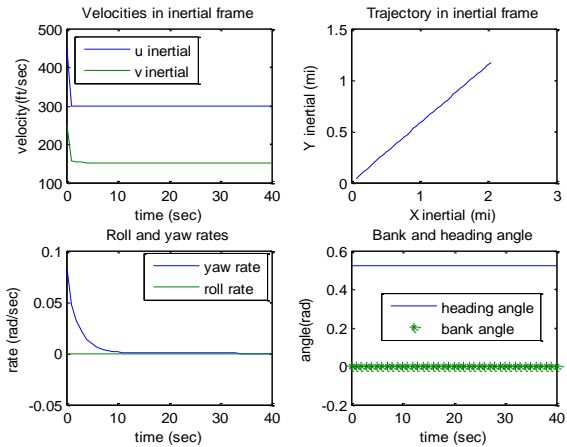 Velocities in inertial frame
500
400
300
200
100
velocity(ft/sec)
u inertial
v inertial
0
10
20
30
40
time (sec)
Trajectory in inertial frame
1.5
1
0.5
0
Y inertial (mi)
0
1
2
3
X inertial (mi)
Roll and yaw rates
0.1
0.05
0
-0.05
rate (rad/sec)
yaw rate
roll rate
0
10
20
30
40
time (sec)
Bank and heading angle
0.6
0.4
0.2
0
-0.2
angle(rad)
heading angle
bank angle
0
10
20
30
40
time (sec)